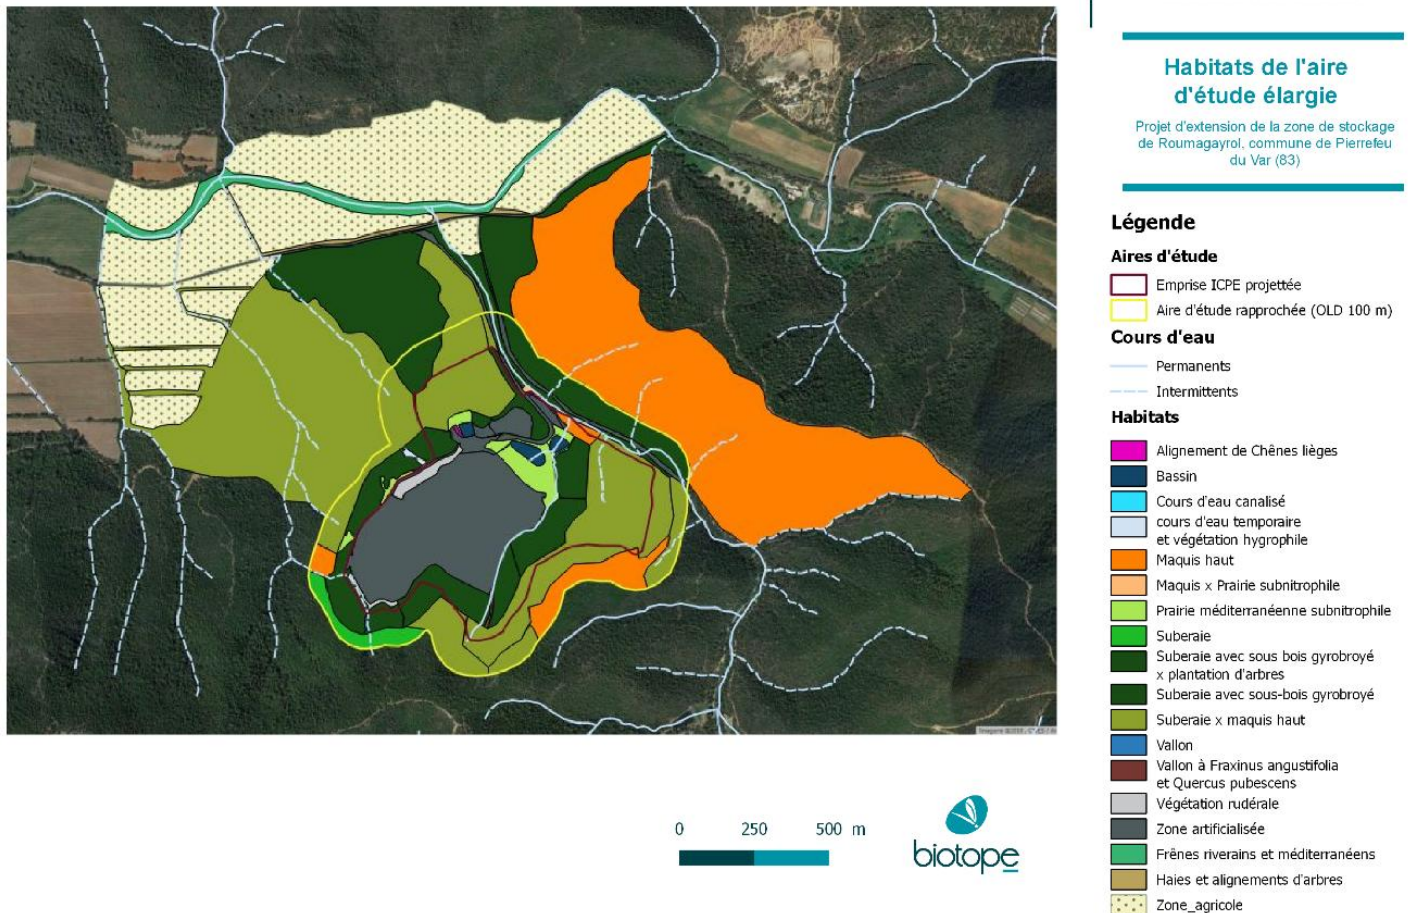 Habitats de l'aire
d'étude élargie
Projet d'extension de la zone de stockage
de Roumagayrol, commune de Pierrefeu
du Var (83)
Légende
Aires d'étude
Emprise ICPE projettée
Aire d'étude rapprochée (OLD 100 m)
Cours d'eau
Permanents
Intermittents
Habitats
Alignement de Chênes lièges
Bassin
Cours d'eau canalisé
cours d'eau temporaire
et végétation hygrophile
Maquis haut
Maquis x Prairie subnitrophile
Prairie méditerranéenne subnitrophile
Suberaie
Suberaie avec sous bois gyrobroyé
x plantation d'arbres
Suberaie avec sous-bois gyrobroyé
Suberaie x maquis haut
Vallon
Vallon à Fraxinus angustifolia
et Quercus pubescens
Végétation rudérale
Zone artificialisée
Frênes riverains et méditerranéens
Haies et alignements d'arbres
Zone_agricole
0 250 500 m
biotope